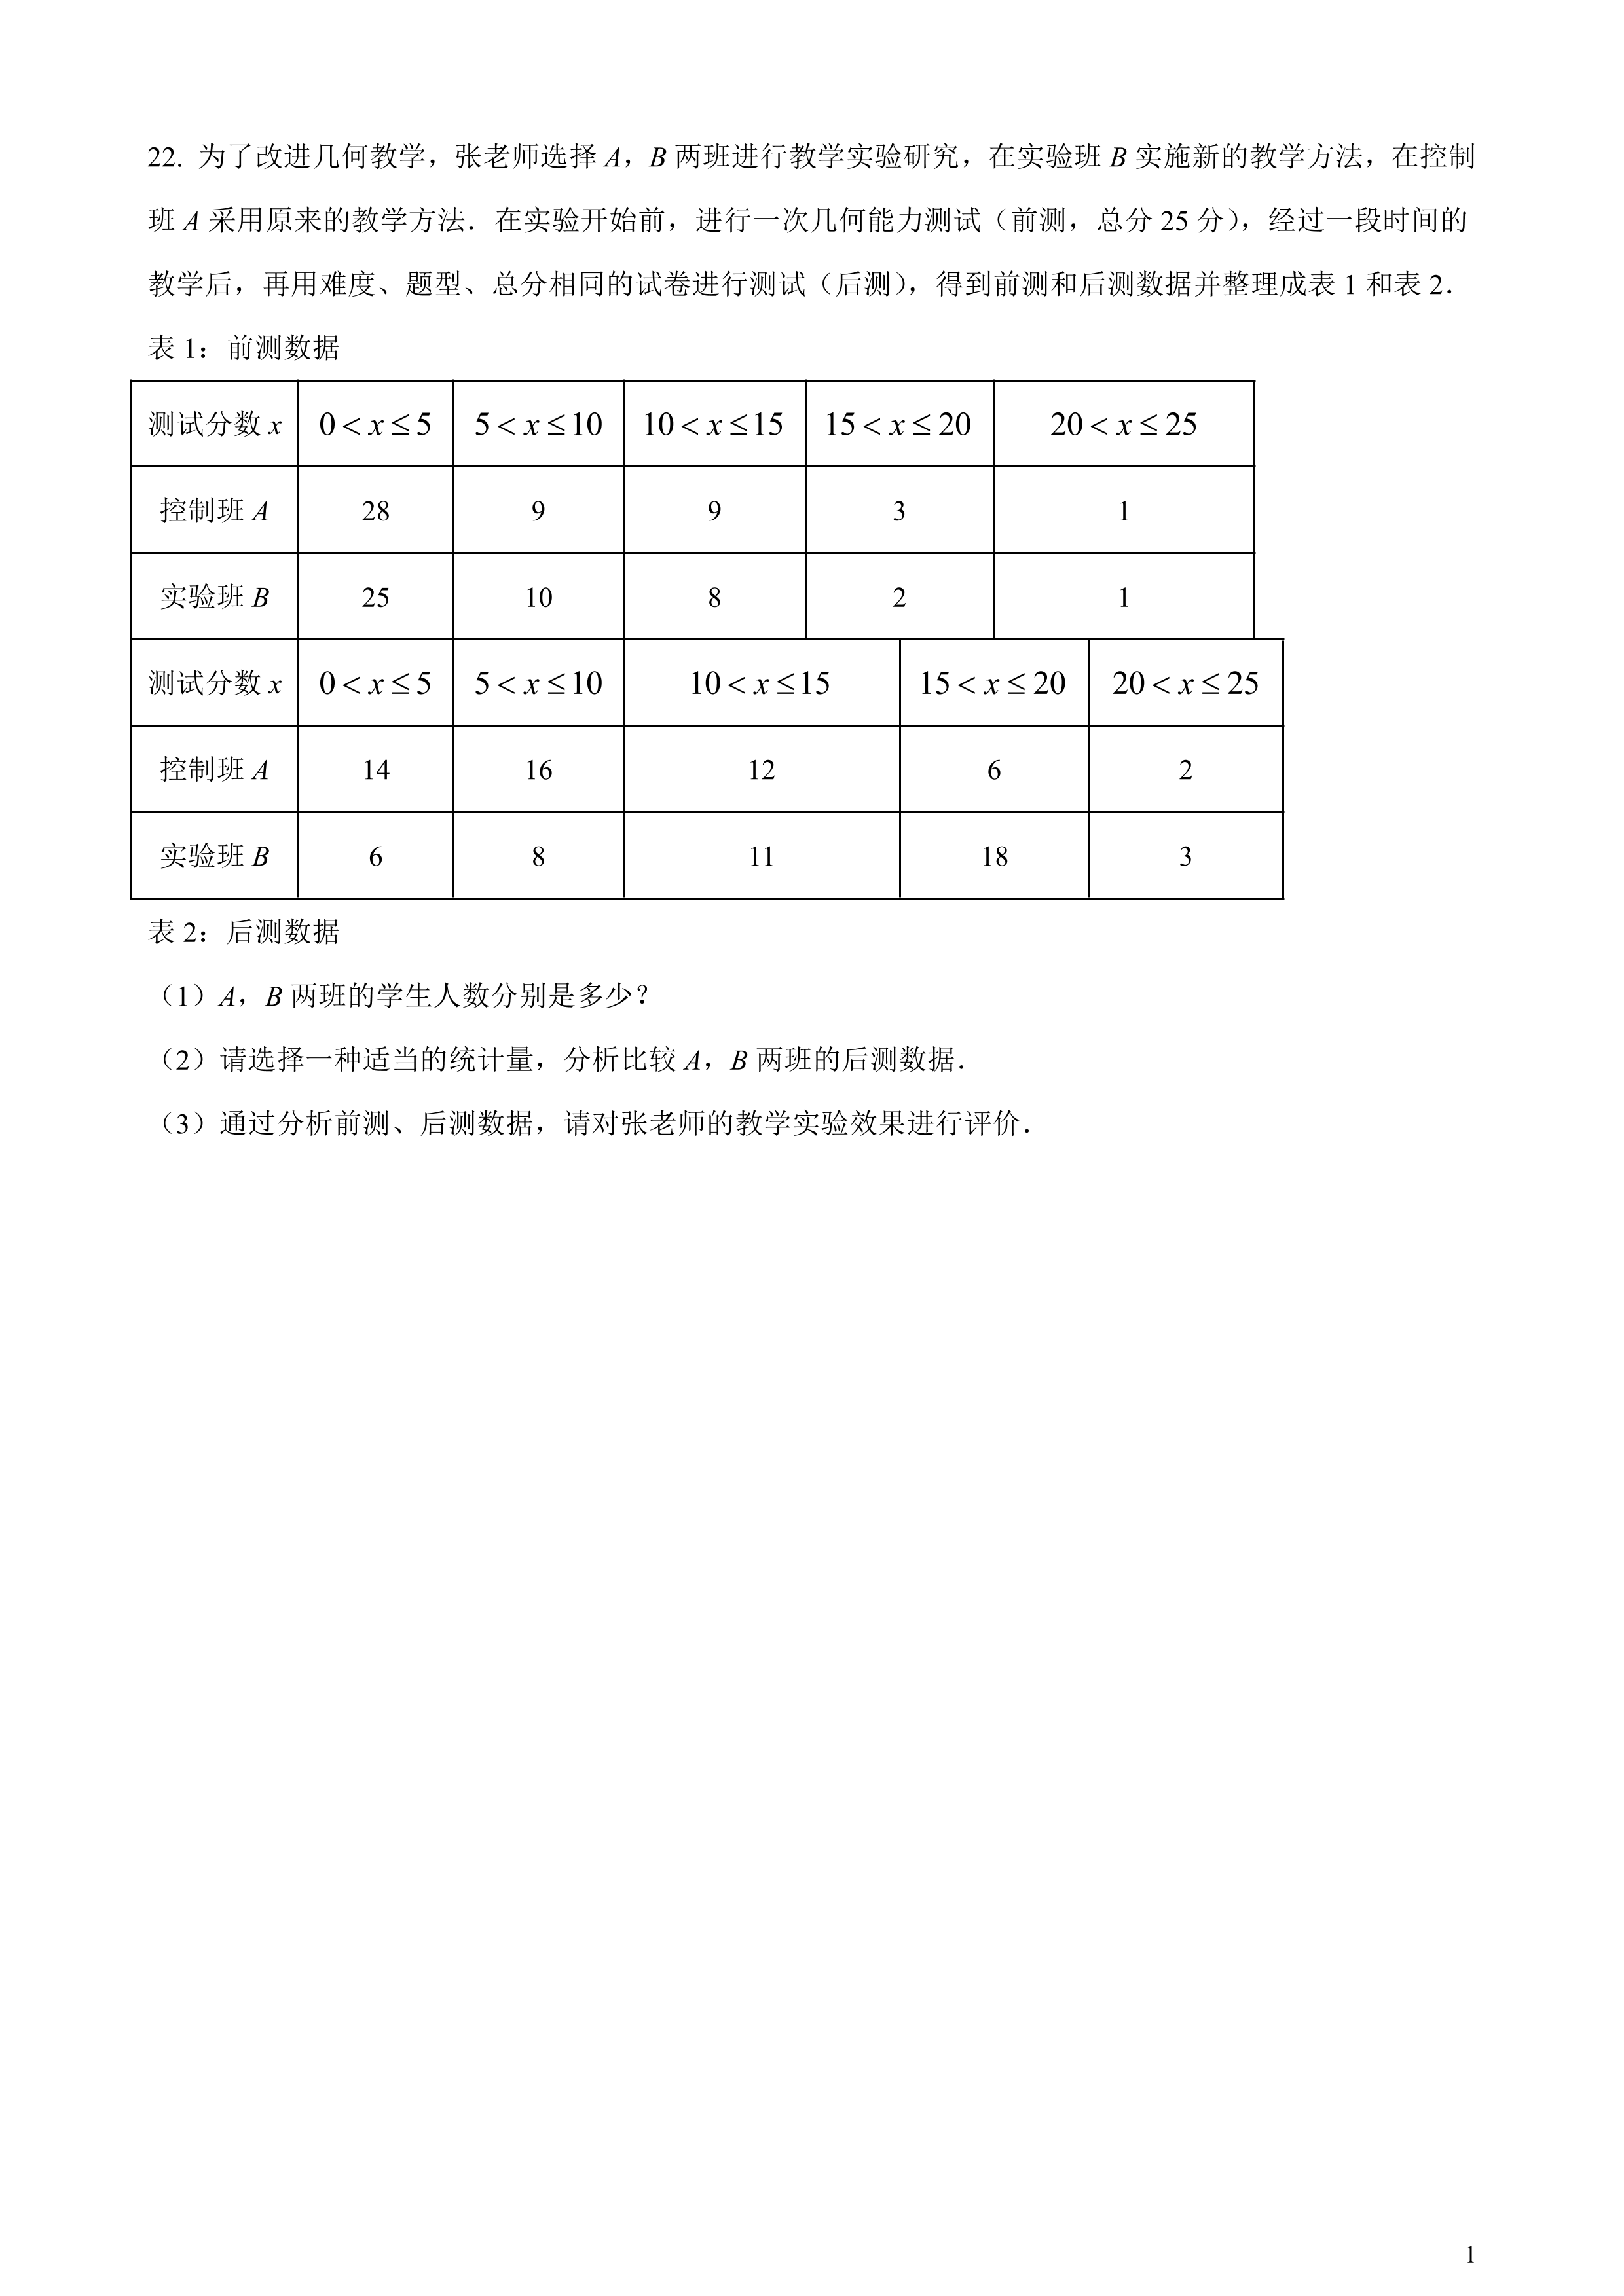 22. 为了改进几何教学，张老师选择 A，B 两班进行教学实验研究，在实验班 B 实施新的教学方法，在控制
班 A 采用原来的教学方法．在实验开始前，进行一次几何能力测试（前测，总分 25 分），经过一段时间的
教学后，再用难度、题型、总分相同的试卷进行测试（后测），得到前测和后测数据并整理成表 1 和表 2．
表 1：前测数据
测试分数 x 0 < x ≤ 5 5 < x ≤ 10 10 < x ≤ 15 15 < x ≤ 20 20 < x ≤ 25
控制班 A 28 9 9 3 1
实验班 B 25 10 8 2 1
测试分数 x 0 < x ≤ 5 5 < x ≤ 10 10 < x ≤ 15 15 < x ≤ 20 20 < x ≤ 25
控制班 A 14 16 12 6 2
实验班 B 6 8 11 18 3
表 2：后测数据
（1）A，B 两班的学生人数分别是多少？
（2）请选择一种适当的统计量，分析比较 A，B 两班的后测数据．
（3）通过分析前测、后测数据，请对张老师的教学实验效果进行评价．
1